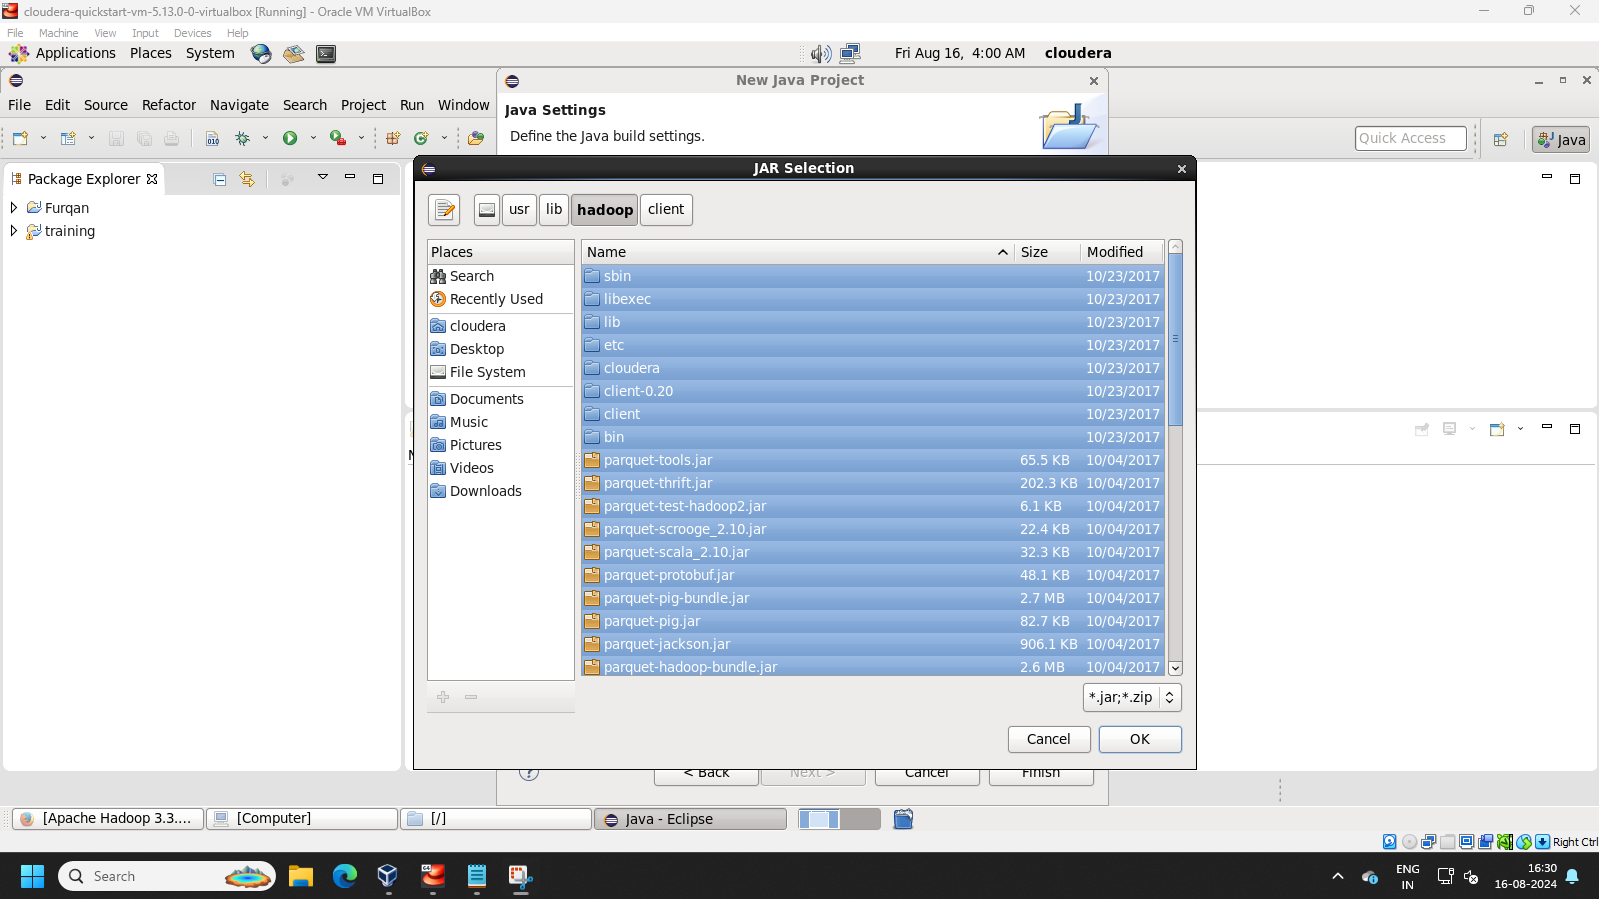 cloudera-quickstart-vm-5.13.0-0-virtualbox [Running] - Oracle VM VirtualBox
File Machine View Input Devices Help
Applications Places System Fri Aug 16, 4:00 AM cloudera
New Java Project
File Edit Source Refactor Navigate Search Project Run Window
Java Settings
Define the Java build settings.
Quick Access Java
JAR Selection
Package Explorer
Furqan
training
usr lib hadoop client
Places
Search
Recently Used
cloudera
Desktop
File System
Documents
Music
Pictures
Videos
Downloads
Name Size Modified
sbin 10/23/2017
libexec 10/23/2017
lib 10/23/2017
etc 10/23/2017
cloudera 10/23/2017
client-0.20 10/23/2017
client 10/23/2017
bin 10/23/2017
parquet-tools.jar 65.5 KB 10/04/2017
parquet-thrift.jar 202.3 KB 10/04/2017
parquet-test-hadoop2.jar 6.1 KB 10/04/2017
parquet-scrooge_2.10.jar 22.4 KB 10/04/2017
parquet-scala_2.10.jar 32.3 KB 10/04/2017
parquet-protobuf.jar 48.1 KB 10/04/2017
parquet-pig-bundle.jar 2.7 MB 10/04/2017
parquet-pig.jar 82.7 KB 10/04/2017
parquet-jackson.jar 906.1 KB 10/04/2017
parquet-hadoop-bundle.jar 2.6 MB 10/04/2017
*.jar;*.zip
Cancel OK
< Back Next > Cancel Finish
[Apache Hadoop 3.3.... [Computer] [/] Java - Eclipse
Right Ctrl
Search
ENG
IN
16:30
16-08-2024